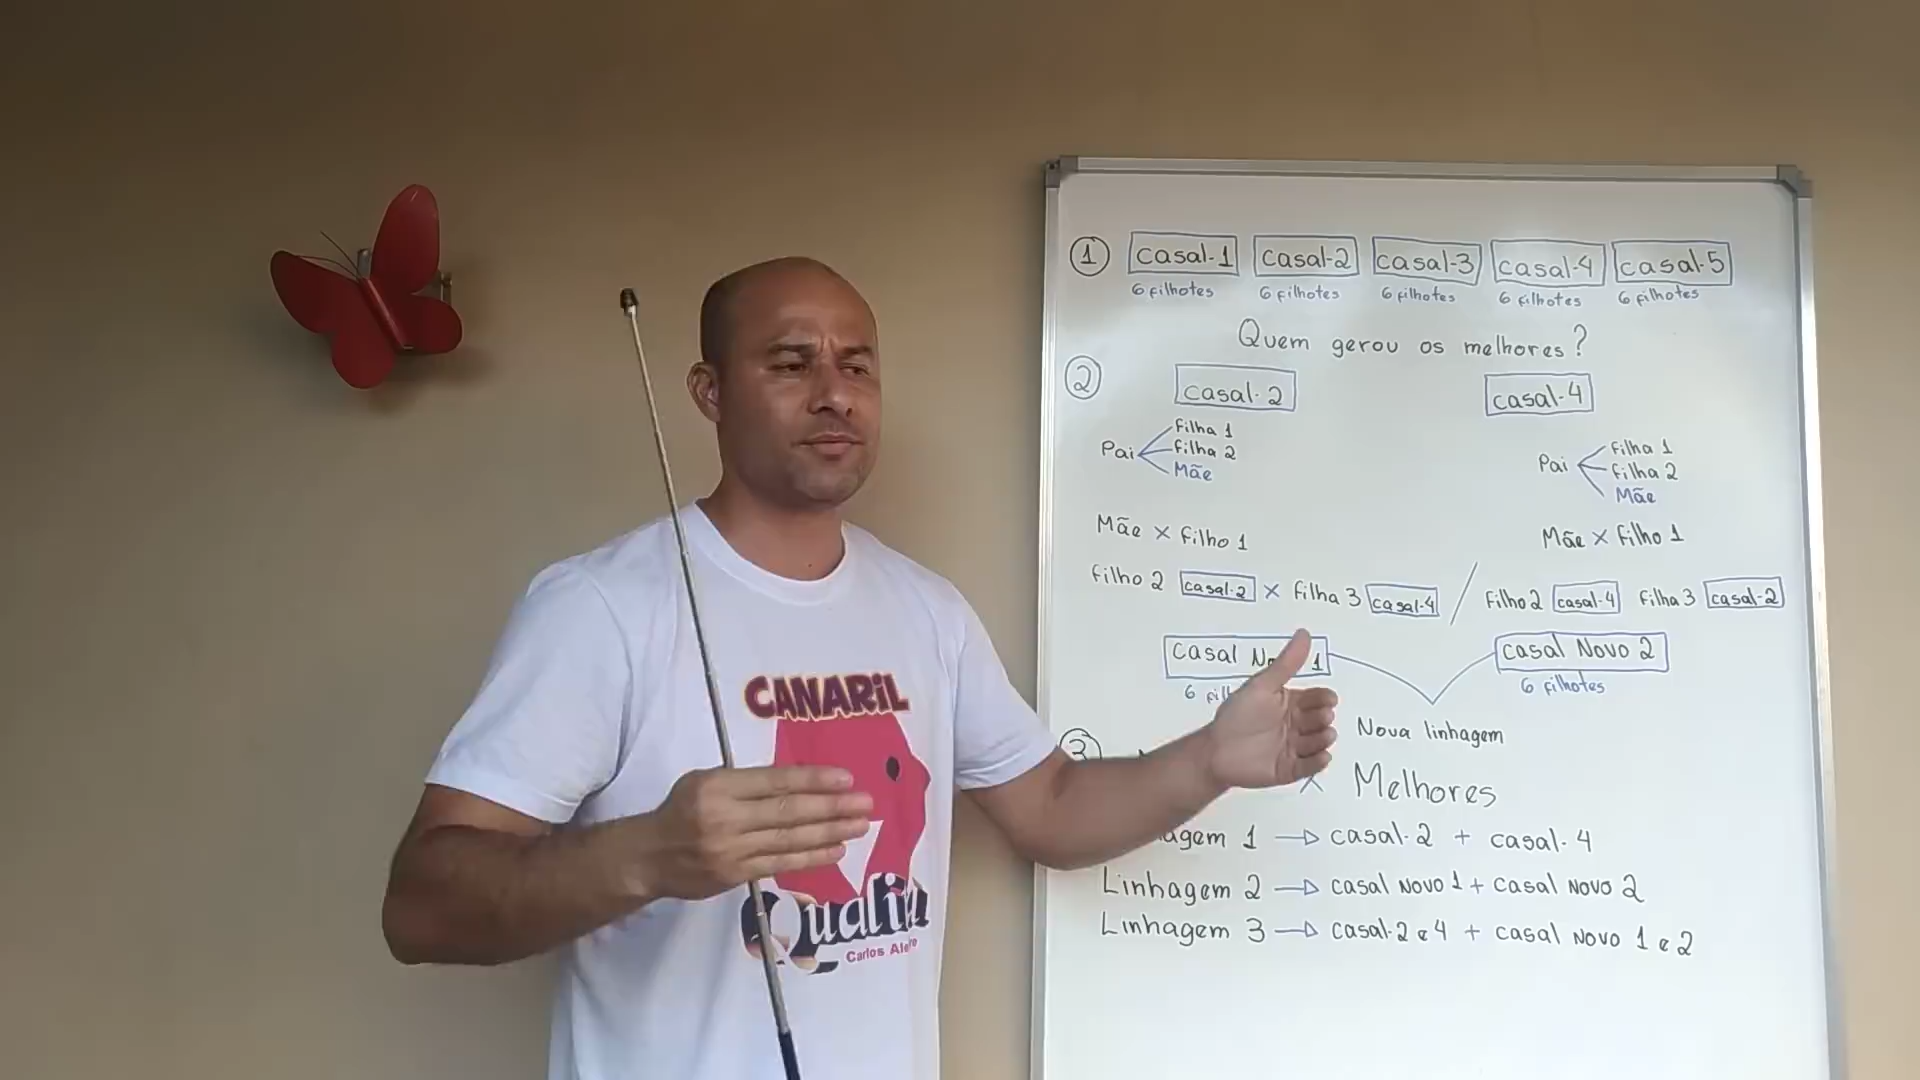 1 casal-1 casal-2 casal-3 casal-4 casal-5
6 filhotes 6 filhotes 6 filhotes 6 filhotes 6 filhotes
Quem gerou os melhores?
2 casal-2 casal-4
Pai Filha 1
Filha 2
Mãe
Pai Filha 1
Filha 2
Mãe
Mãe x Filho 1
Mãe x Filho 1
Filho 2 casal-2 x Filha 3 casal-4 / Filho 2 casal-4 Filha 3 casal-2
casal 1 casal Novo 2
6 6 filhotes
Nova linhagem
3 x Melhores
1 → casal-2 + casal-4
Linhagem 2 → casal Novo 1 + casal Novo 2
Linhagem 3 → casal-2 e 4 + casal Novo 1 e 2
CANARIL
Carlos